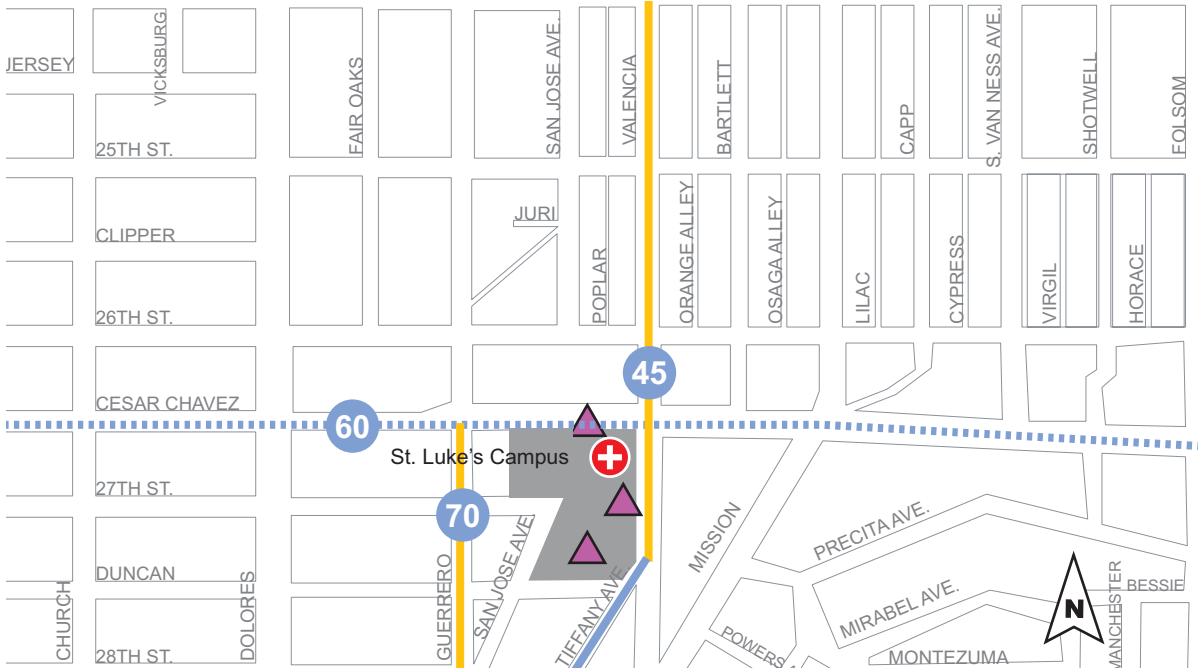 JERSEY
VICKSBURG
FAIR OAKS
SAN JOSE AVE.
VALENCIA
BARTLETT
CAPP
S. VAN NESS AVE.
SHOTWELL
FOLSOM
25TH ST.
JURI
CLIPPER
POPLAR
ORANGE ALLEY
OSAGA ALLEY
LILAC
CYPRESS
VIRGIL
HORACE
26TH ST.
45
CESAR CHAVEZ
60
St. Luke's Campus
27TH ST.
70
MISSION
PRECITA AVE.
SAN JOSE AVE.
DUNCAN
CHURCH
DOLORES
GUERRERO
TIFFANY AVE.
MIRABEL AVE.
N
MANCHESTER
BESSIE
POWERS A
28TH ST.
MONTEZUMA